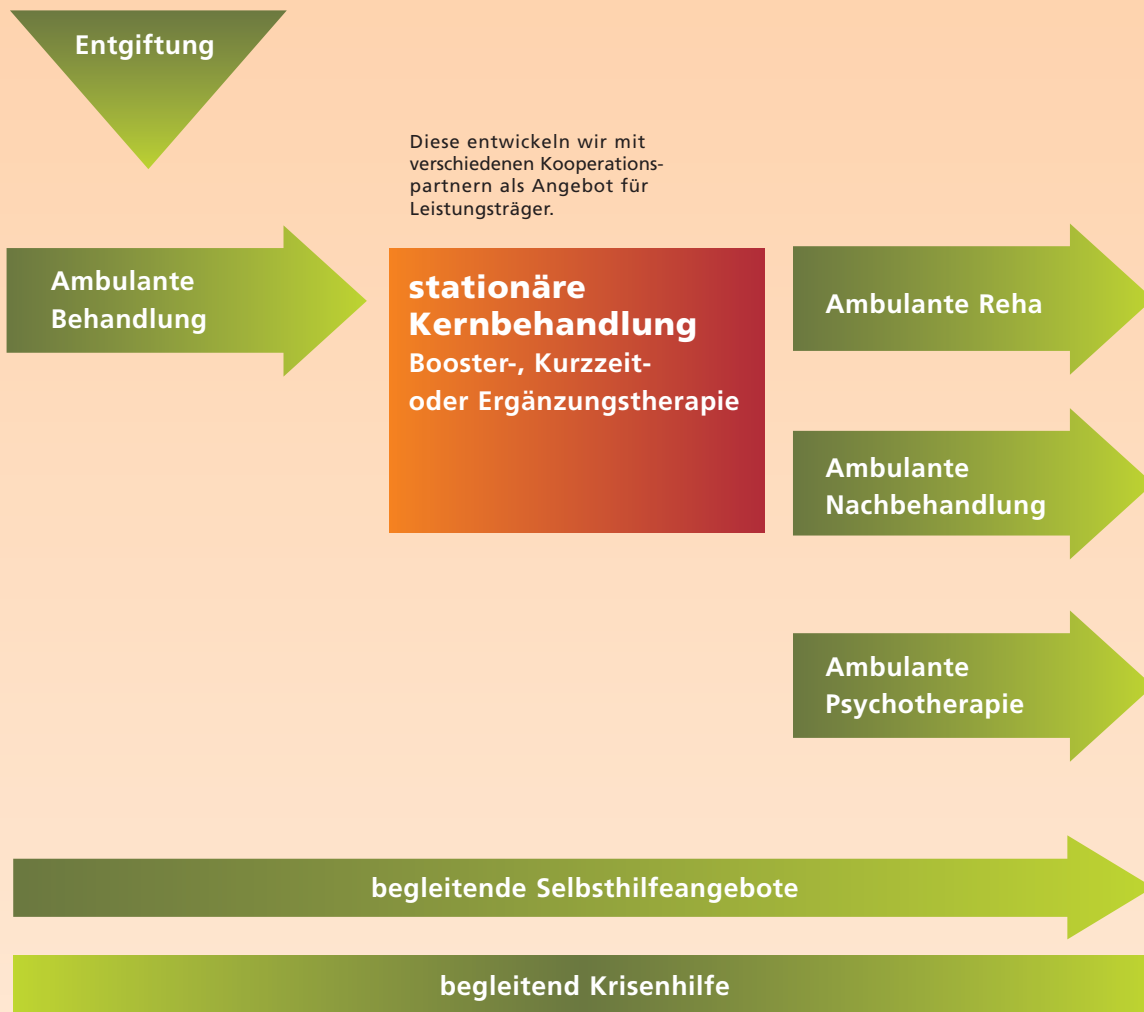 Entgiftung
Diese entwickeln wir mit
verschiedenen Kooperations-
partnern als Angebot für
Leistungsträger.
Ambulante
Behandlung
stationäre
Kernbehandlung
Booster-, Kurzzeit-
oder Ergänzungstherapie
Ambulante Reha
Ambulante
Nachbehandlung
Ambulante
Psychotherapie
begleitende Selbsthilfeangebote
begleitend Krisenhilfe